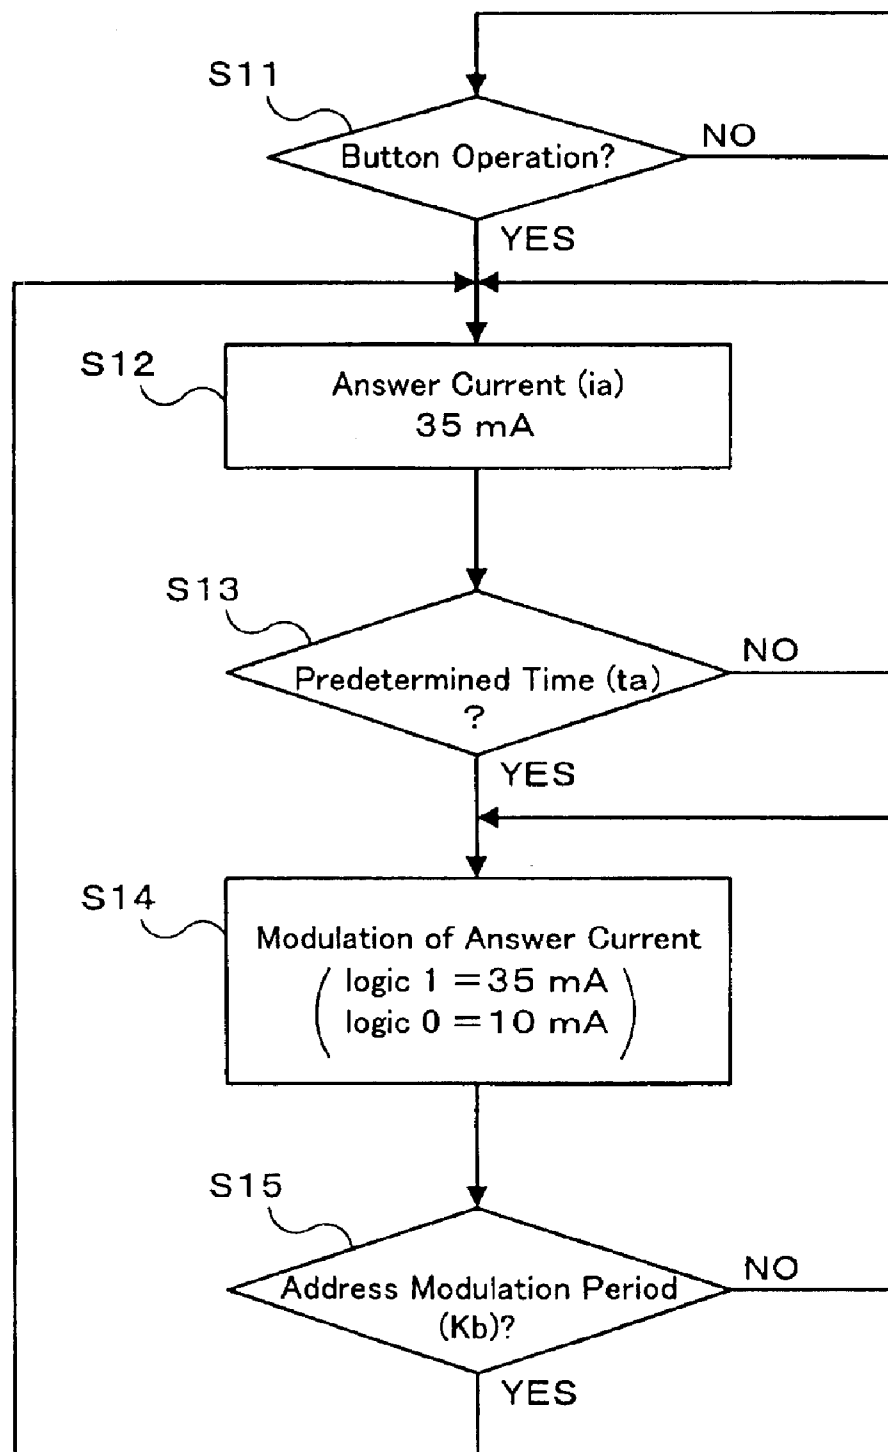 S11
Button Operation?
NO
YES
S12
Answer Current (ia)
35 mA
S13
Predetermined Time (ta)
?
NO
YES
S14
Modulation of Answer Current
( logic 1 = 35 mA
logic 0 = 10 mA )
S15
Address Modulation Period
(Kb)?
NO
YES